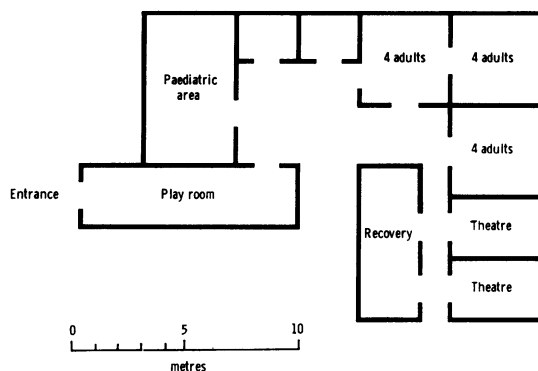 4 adults
4 adults
Paediatric
area
4 adults
Entrance
Play room
Recovery
Theatre
Theatre
0
5
10
metres